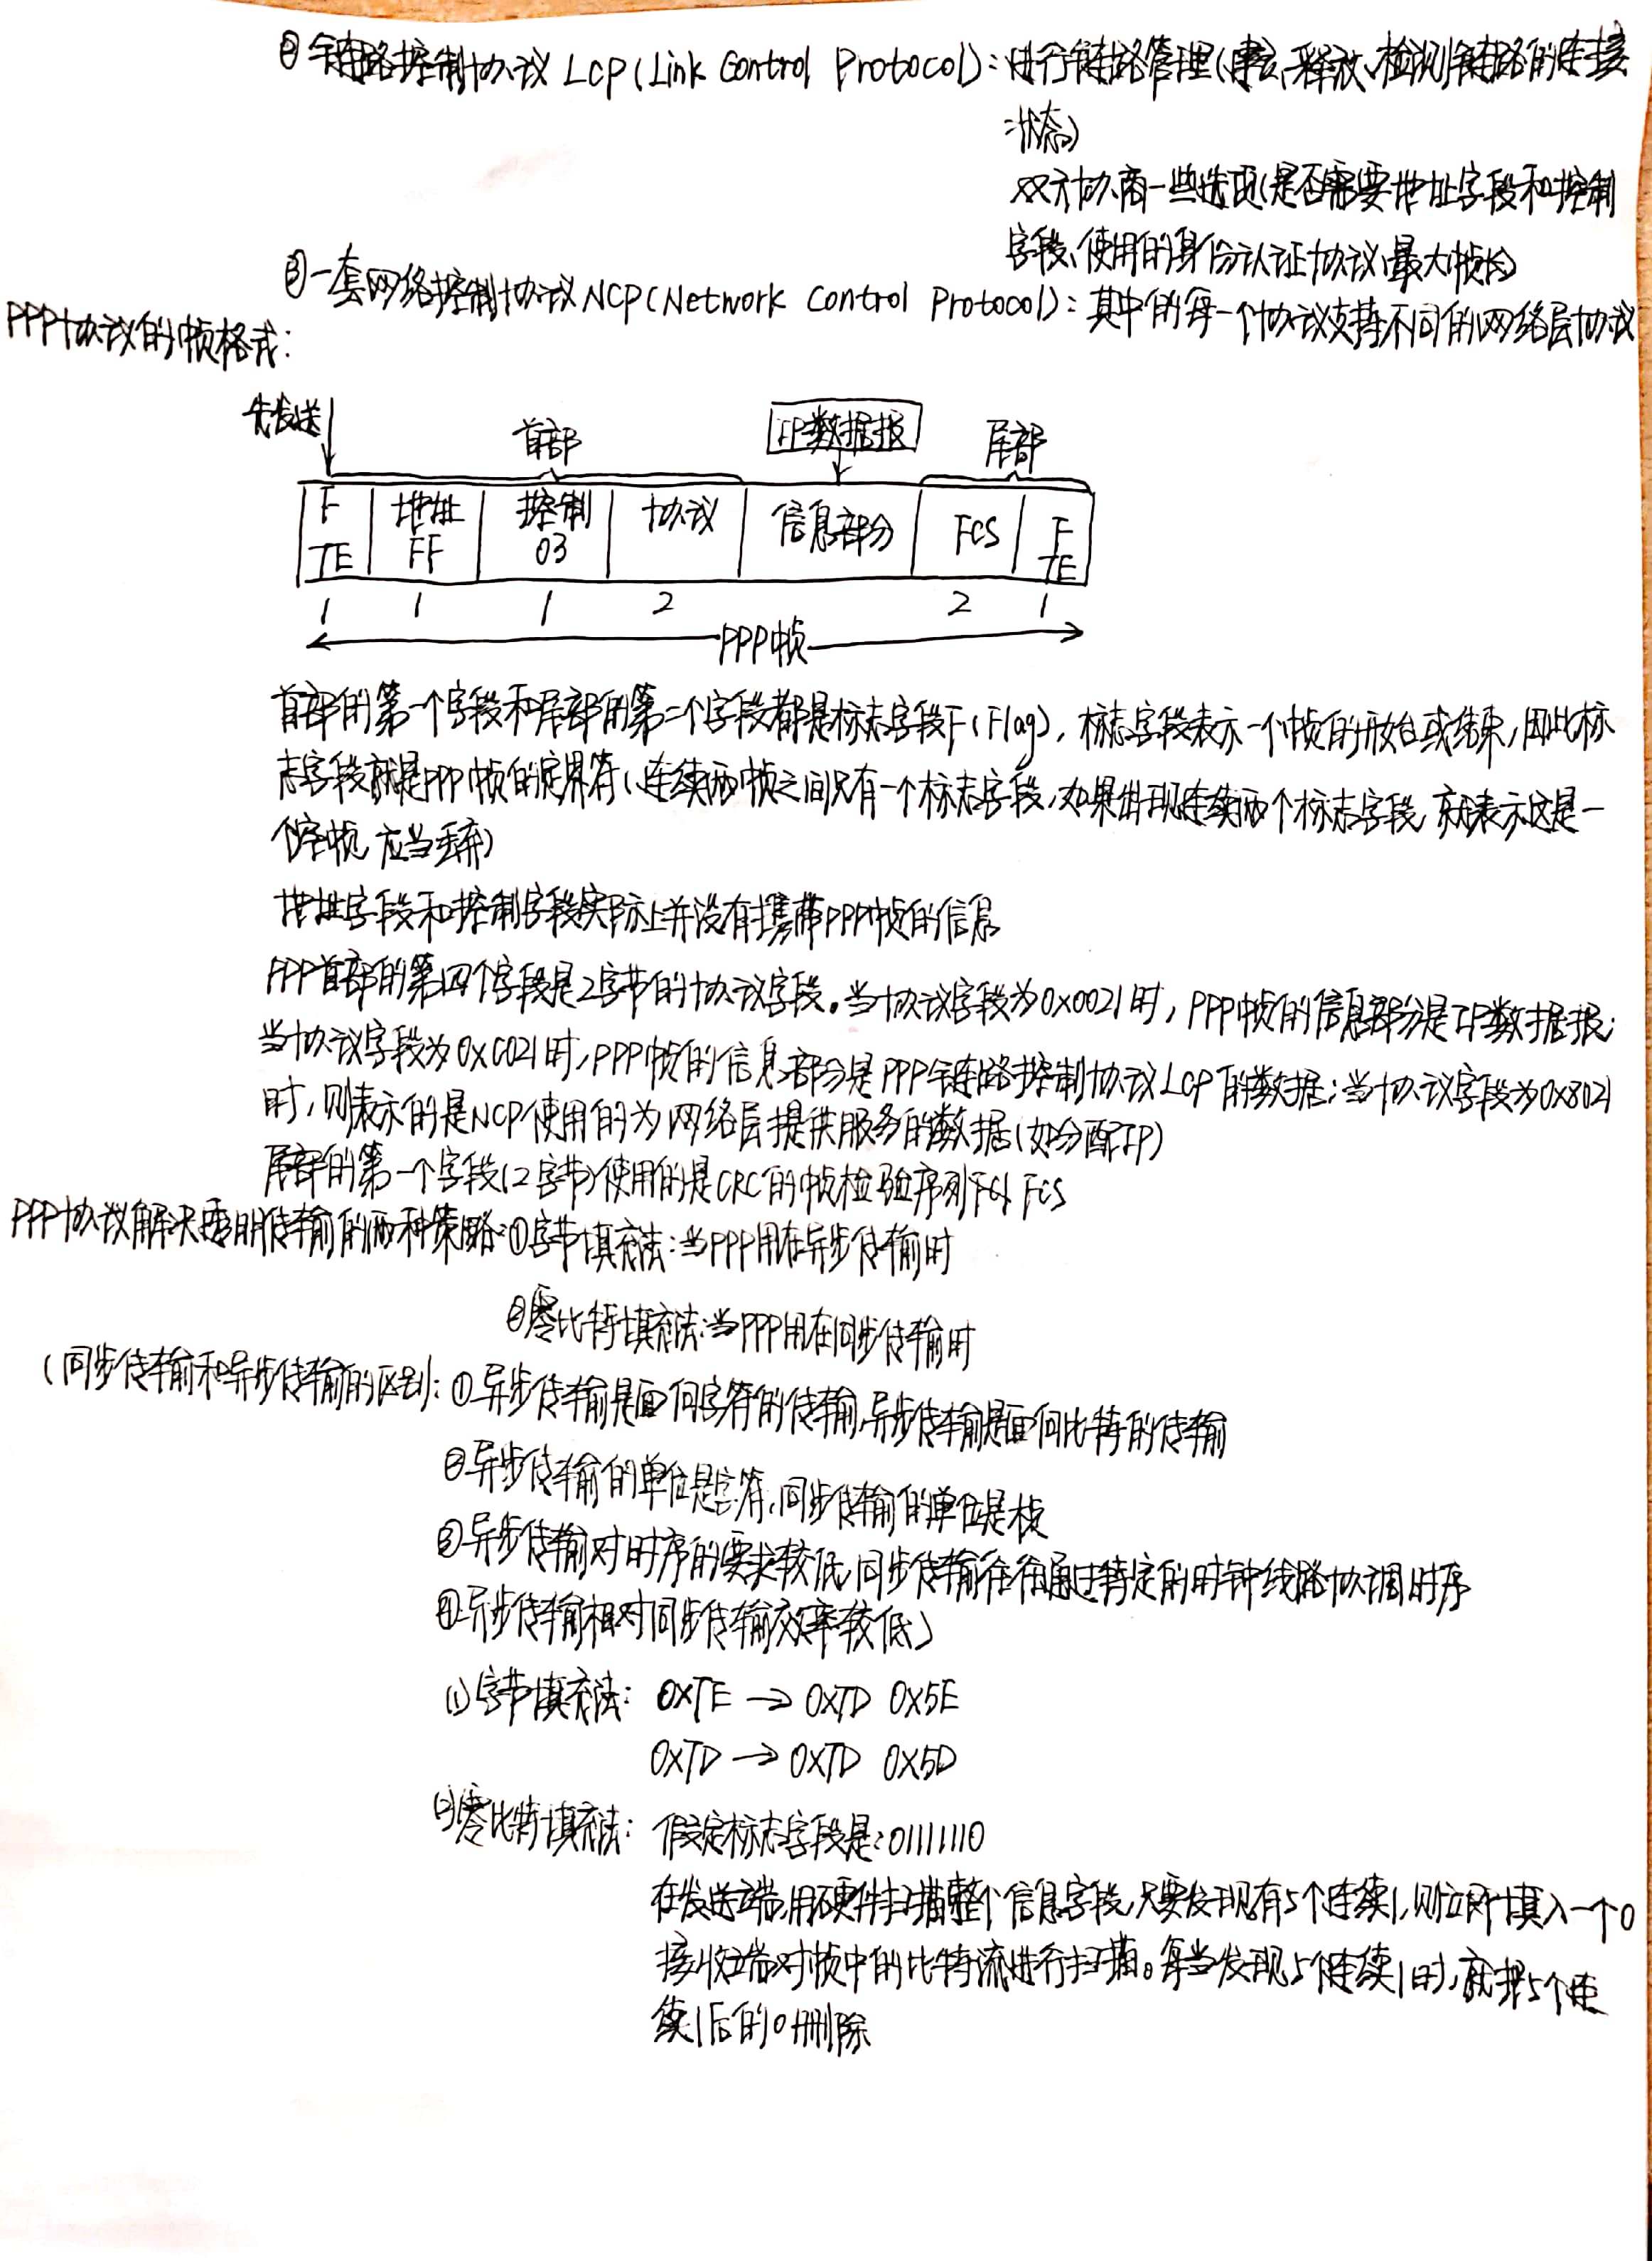 ②链路控制协议LCP(Link Control Protocol):进行链路管理(建立、释放、检测链路的连接
状态)
双方协商一些选项(是否需要地址字段和控制
字段、使用的身份认证协议、最大帧长)
③一套网络控制协议NCP(Network Control Protocol):其中的每一个协议支持不同的网络层协议
PPP协议的帧格式:
先发送
首部
IP数据报
尾部
F 地址 控制 协议 信息部分 FCS F
7E FF 03 7E
1 1 1 2 2 1
PPP帧
首部的第一个字段和尾部的第二个字段都是标志字段F(Flag),标志字段表示一个帧的开始或结束,因此标
志字段就是PPP帧的定界符(连续两帧之间只有一个标志字段,如果出现连续两个标志字段,就表示这是一
个空帧,应当丢弃)
地址字段和控制字段实际上并没有携带PPP帧的信息
PPP首部的第四个字段是2字节的协议字段。当协议字段为0x0021时,PPP帧的信息部分是IP数据报;
当协议字段为0xC021时,PPP帧的信息部分是PPP链路控制协议LCP的数据;当协议字段为0x8021
时,则表示的是NCP使用的为网络层提供服务的数据(如分配IP)
尾部的第一个字段(2字节)使用的是CRC的帧检验序列 FCS
PPP协议解决透明传输的两种策略:①字节填充法:当PPP用在异步传输时
②零比特填充法:当PPP用在同步传输时
(同步传输和异步传输的区别:①异步传输是面向字符的传输,异步传输是面向比特的传输
②异步传输的单位是字符,同步传输的单位是桢
③异步传输对时序的要求较低,同步传输往往通过特定的时钟线路协调时序
④异步传输相对同步传输效率较低)
(1)字节填充法: 0x7E → 0x7D 0x5E
0x7D → 0x7D 0x5D
(2)零比特填充法: 假定标志字段是:01111110
在发送端,用硬件扫描整个信息字段,只要发现有5个连续1,则立即填入一个0
接收端对帧中的比特流进行扫描。每当发现5个连续1时,就把5个连
续1后的0删除